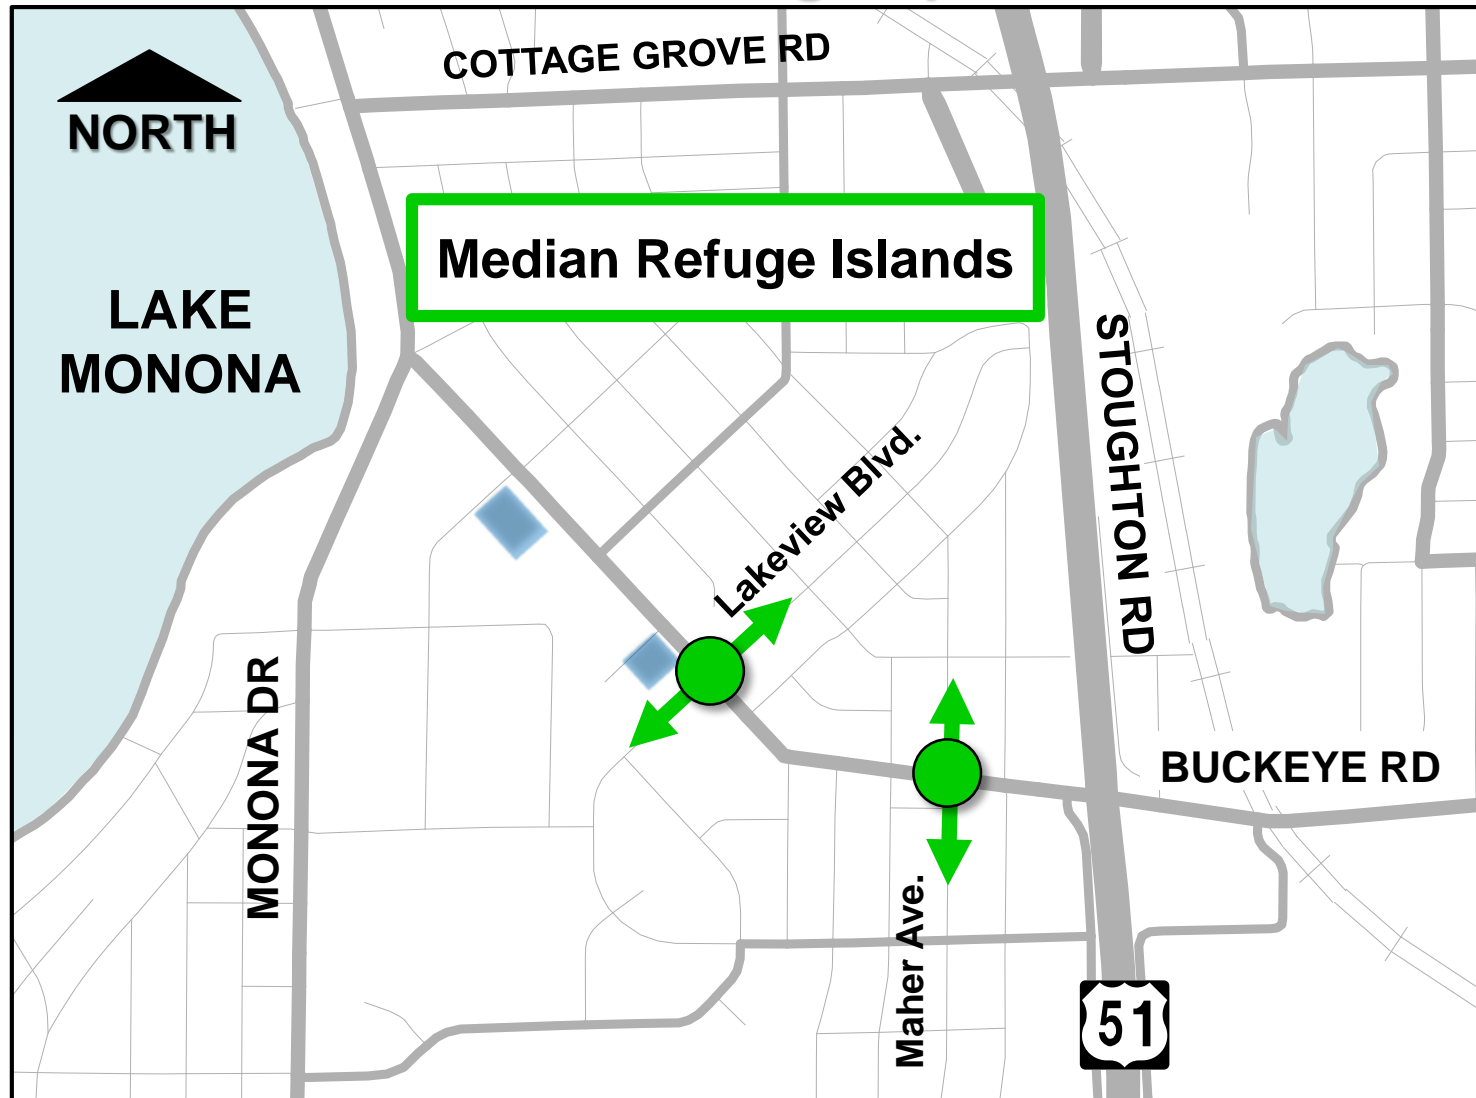 COTTAGE GROVE RD
NORTH
Median Refuge Islands
LAKE
MONONA
STOUGHTON RD
Lakeview Blvd.
MONONA DR
BUCKEYE RD
Maher Ave.
51